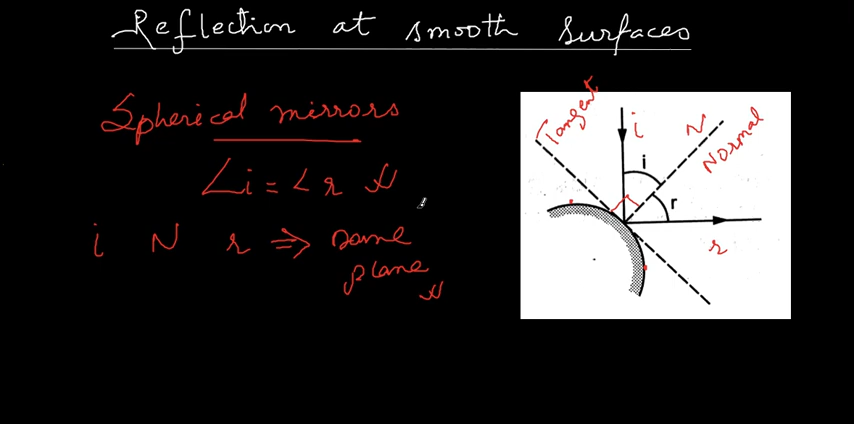 Reflection at smooth surfaces
Spherical mirrors
∠i = ∠r
i N r ⇒ same
plane
Tangent
i
N
Normal
i
r
r